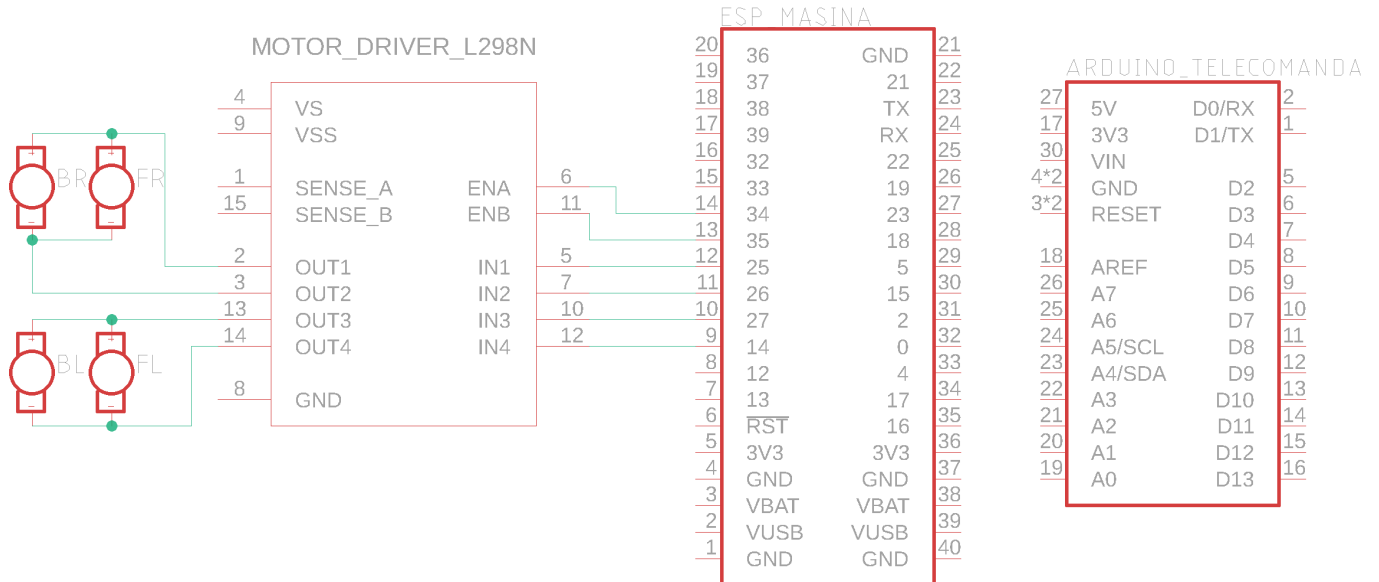 ESP_MASINA
MOTOR_DRIVER_L298N
ARDUINO_TELECOMANDA
4 VS
9 VSS
1 SENSE_A ENA 6
15 SENSE_B ENB 11
2 OUT1 IN1 5
3 OUT2 IN2 7
13 OUT3 IN3 10
14 OUT4 IN4 12
8 GND
BR FR
BL FL
20 36 GND 21
19 37 21 22
18 38 TX 23
17 39 RX 24
16 32 22 25
15 33 19 26
14 34 23 27
13 35 18 28
12 25 5 29
11 26 15 30
10 27 2 31
9 14 0 32
8 12 4 33
7 13 17 34
6 RST 16 35
5 3V3 3V3 36
4 GND GND 37
3 VBAT VBAT 38
2 VUSB VUSB 39
1 GND GND 40
27 5V D0/RX 2
17 3V3 D1/TX 1
30 VIN
4*2 GND D2 5
3*2 RESET D3 6
D4 7
18 AREF D5 8
26 A7 D6 9
25 A6 D7 10
24 A5/SCL D8 11
23 A4/SDA D9 12
22 A3 D10 13
21 A2 D11 14
20 A1 D12 15
19 A0 D13 16